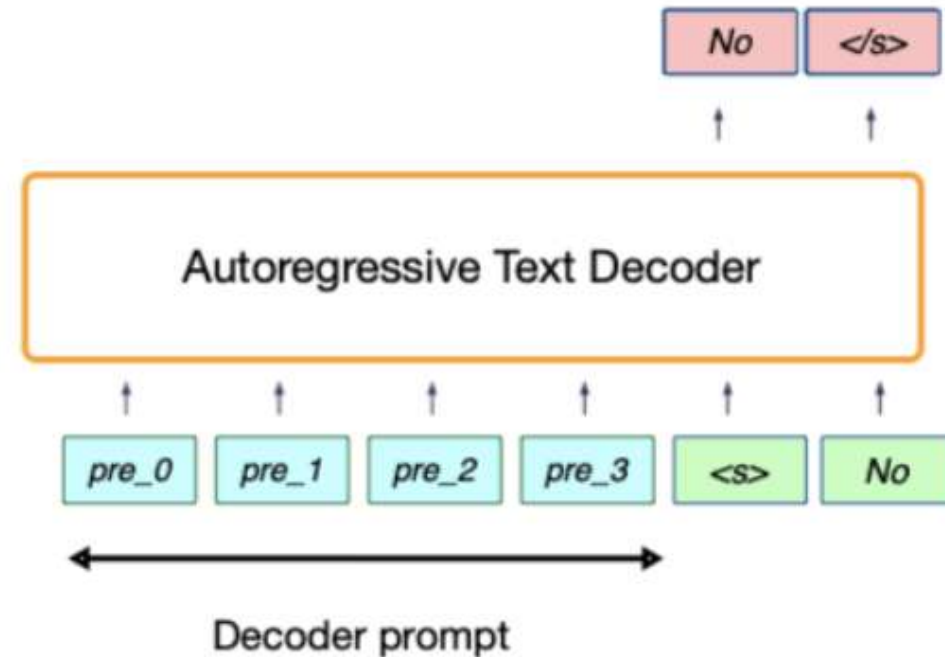 No </s>
Autoregressive Text Decoder
pre_0 pre_1 pre_2 pre_3 <s> No
Decoder prompt